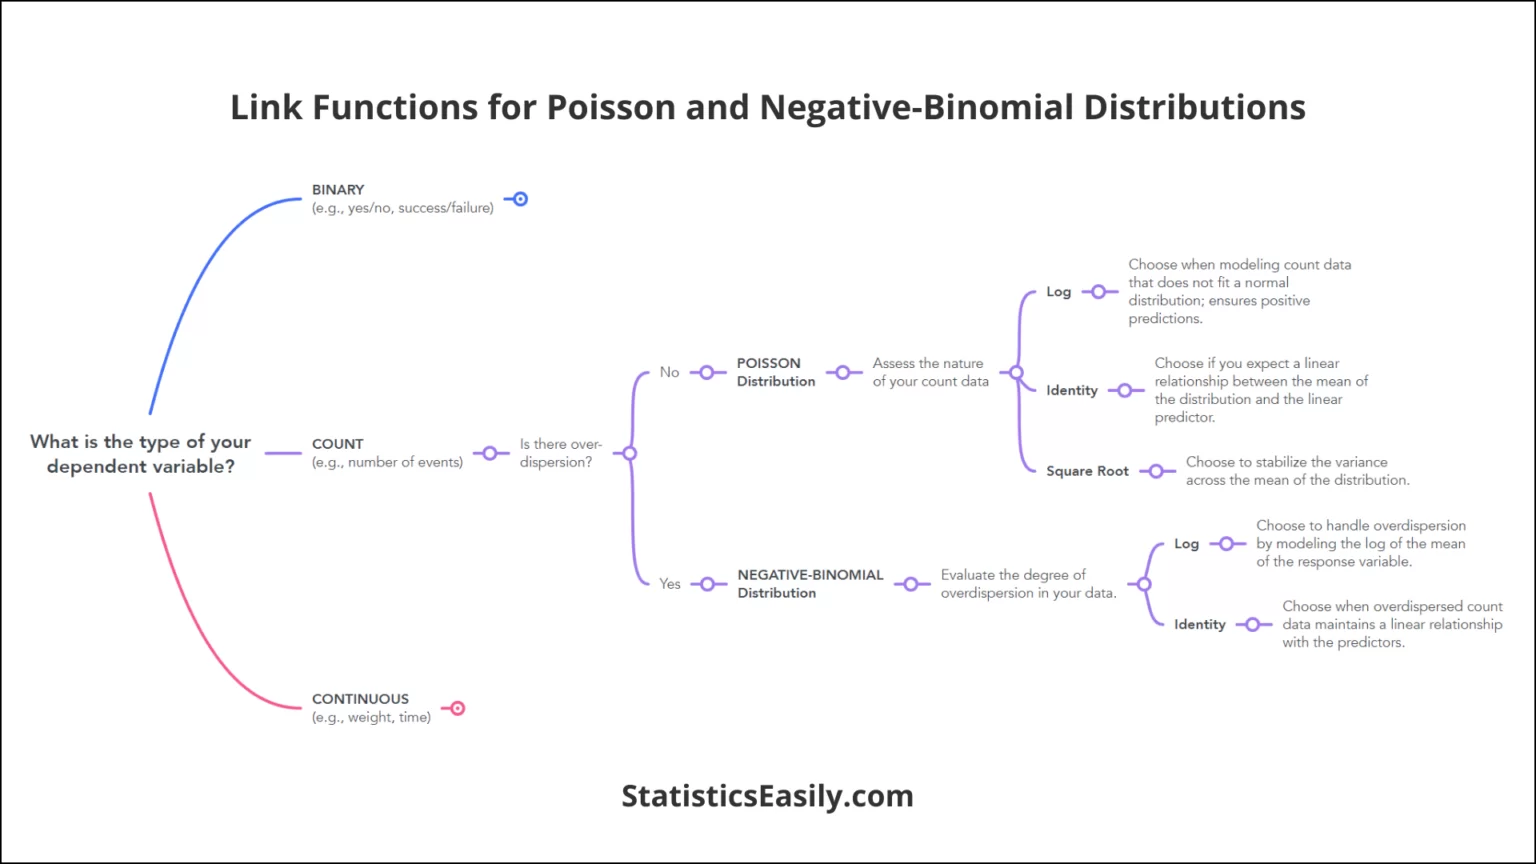 Link Functions for Poisson and Negative-Binomial Distributions
BINARY
(e.g., yes/no, success/failure)
What is the type of your
dependent variable?
COUNT
(e.g., number of events)
Is there over-
dispersion?
No
POISSON
Distribution
Assess the nature
of your count data
Log
Choose when modeling count data
that does not fit a normal
distribution; ensures positive
predictions.
Identity
Choose if you expect a linear
relationship between the mean of
the distribution and the linear
predictor.
Square Root
Choose to stabilize the variance
across the mean of the distribution.
Yes
NEGATIVE-BINOMIAL
Distribution
Evaluate the degree of
overdispersion in your data.
Log
Choose to handle overdispersion
by modeling the log of the mean
of the response variable.
Identity
Choose when overdispersed count
data maintains a linear relationship
with the predictors.
CONTINUOUS
(e.g., weight, time)
StatisticsEasily.com